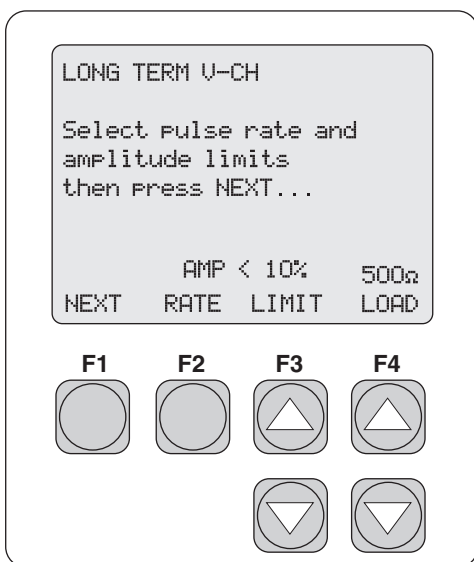 LONG TERM V-CH
Select pulse rate and
amplitude limits
then press NEXT...
AMP < 10% 500Ω
NEXT RATE LIMIT LOAD
F1 F2 F3 F4